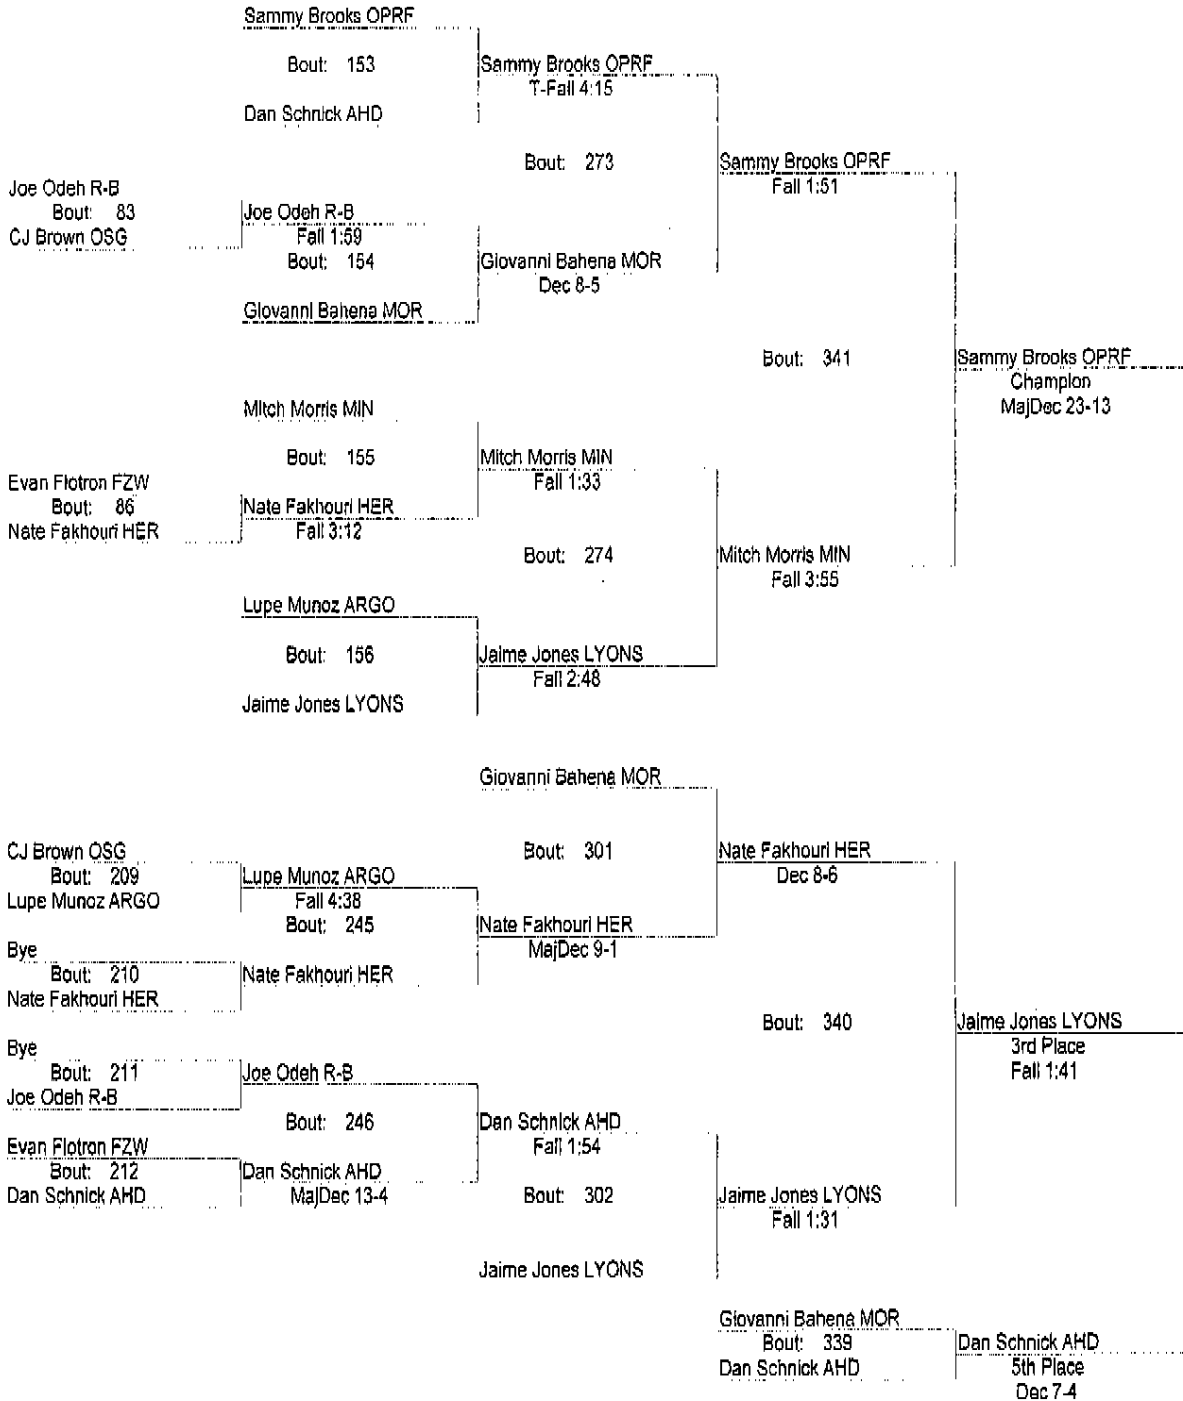 Sammy Brooks OPRF
Bout: 153
Sammy Brooks OPRF
T-Fall 4:15
Dan Schnick AHD
Bout: 273
Sammy Brooks OPRF
Fall 1:51
Joe Odeh R-B
Bout: 83
CJ Brown OSG
Joe Odeh R-B
Fall 1:59
Bout: 154
Giovanni Bahena MOR
Dec 8-5
Giovanni Bahena MOR
Bout: 341
Sammy Brooks OPRF
Champion
MajDec 23-13
Mitch Morris MIN
Bout: 155
Mitch Morris MIN
Fall 1:33
Evan Flotron FZW
Bout: 86
Nate Fakhouri HER
Nate Fakhouri HER
Fall 3:12
Bout: 274
Mitch Morris MIN
Fall 3:55
Lupe Munoz ARGO
Bout: 156
Jaime Jones LYONS
Fall 2:48
Jaime Jones LYONS
Giovanni Bahena MOR
CJ Brown OSG
Bout: 209
Lupe Munoz ARGO
Lupe Munoz ARGO
Fall 4:38
Bout: 301
Nate Fakhouri HER
Dec 8-6
Bout: 245
Nate Fakhouri HER
MajDec 9-1
Bye
Bout: 210
Nate Fakhouri HER
Nate Fakhouri HER
Bout: 340
Jaime Jones LYONS
3rd Place
Fall 1:41
Bye
Bout: 211
Joe Odeh R-B
Joe Odeh R-B
Bout: 246
Dan Schnick AHD
Fall 1:54
Evan Flotron FZW
Bout: 212
Dan Schnick AHD
Dan Schnick AHD
MajDec 13-4
Bout: 302
Jaime Jones LYONS
Fall 1:31
Jaime Jones LYONS
Giovanni Bahena MOR
Bout: 339
Dan Schnick AHD
Dan Schnick AHD
5th Place
Dec 7-4